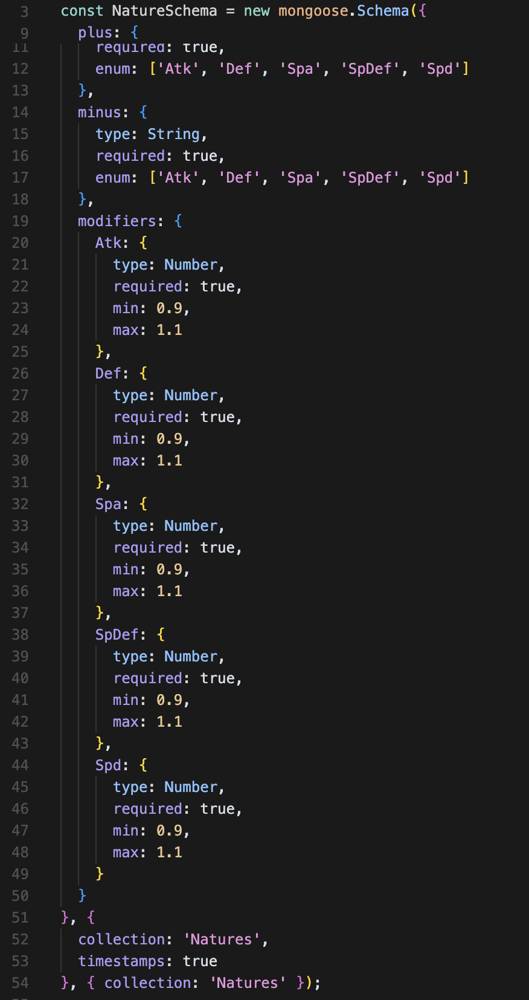 3 const NatureSchema = new mongoose.Schema({
9 plus: {
11 required: true,
12 enum: ['Atk', 'Def', 'Spa', 'SpDef', 'Spd']
13 },
14 minus: {
15 type: String,
16 required: true,
17 enum: ['Atk', 'Def', 'Spa', 'SpDef', 'Spd']
18 },
19 modifiers: {
20 Atk: {
21 type: Number,
22 required: true,
23 min: 0.9,
24 max: 1.1
25 },
26 Def: {
27 type: Number,
28 required: true,
29 min: 0.9,
30 max: 1.1
31 },
32 Spa: {
33 type: Number,
34 required: true,
35 min: 0.9,
36 max: 1.1
37 },
38 SpDef: {
39 type: Number,
40 required: true,
41 min: 0.9,
42 max: 1.1
43 },
44 Spd: {
45 type: Number,
46 required: true,
47 min: 0.9,
48 max: 1.1
49 }
50 }
51 }, {
52 collection: 'Natures',
53 timestamps: true
54 }, { collection: 'Natures' });